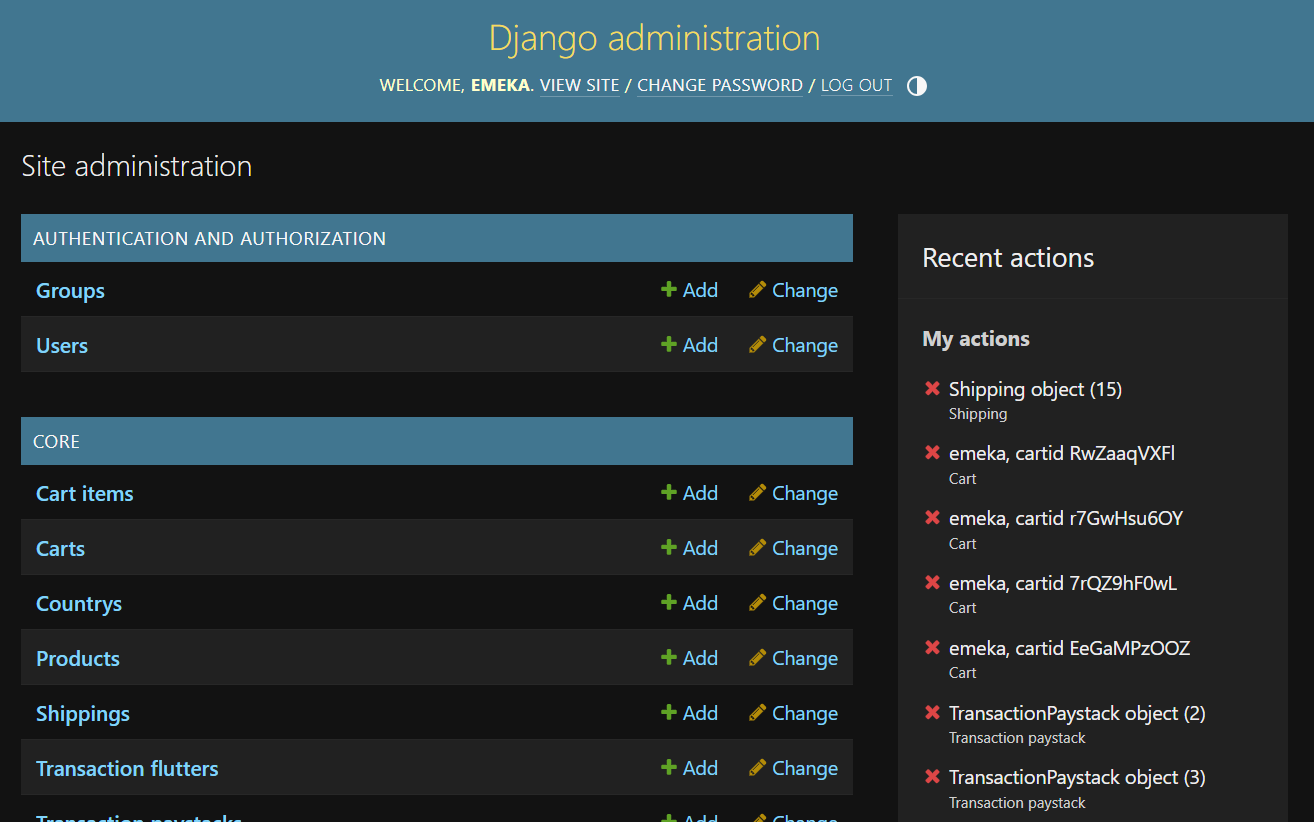 Django administration
WELCOME, EMEKA. VIEW SITE / CHANGE PASSWORD / LOG OUT
Site administration
AUTHENTICATION AND AUTHORIZATION
Groups Add Change
Users Add Change
CORE
Cart items Add Change
Carts Add Change
Countrys Add Change
Products Add Change
Shippings Add Change
Transaction flutters Add Change
Transaction paystacks Add Change
Recent actions
My actions
Shipping object (15)
Shipping
emeka, cartid RwZaaqVXFl
Cart
emeka, cartid r7GwHsu6OY
Cart
emeka, cartid 7rQZ9hF0wL
Cart
emeka, cartid EeGaMPzOOZ
Cart
TransactionPaystack object (2)
Transaction paystack
TransactionPaystack object (3)
Transaction paystack